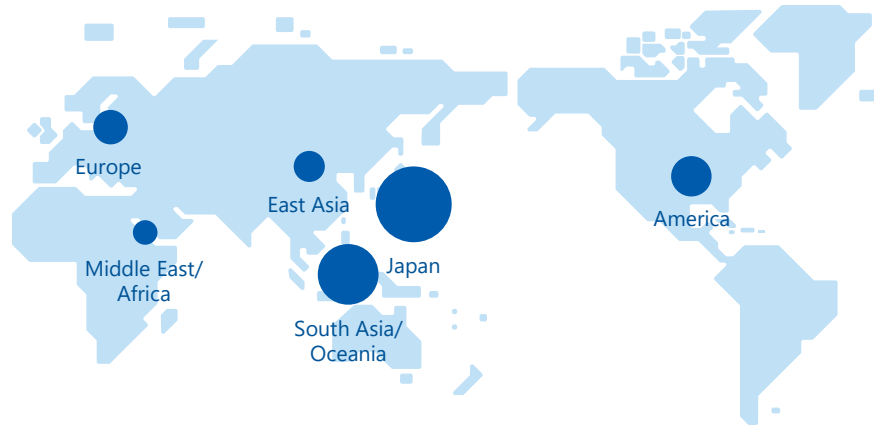 Europe
East Asia
America
Middle East/
Africa
Japan
South Asia/
Oceania